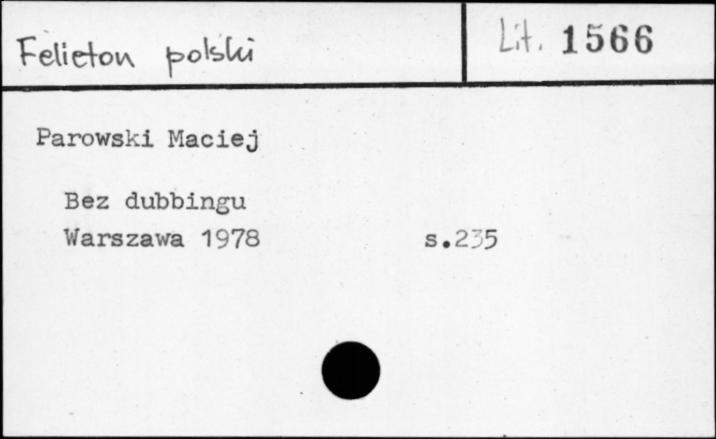 Felieton polski
Lit. 1566
Parowski Maciej
Bez dubbingu
Warszawa 1978 s.235